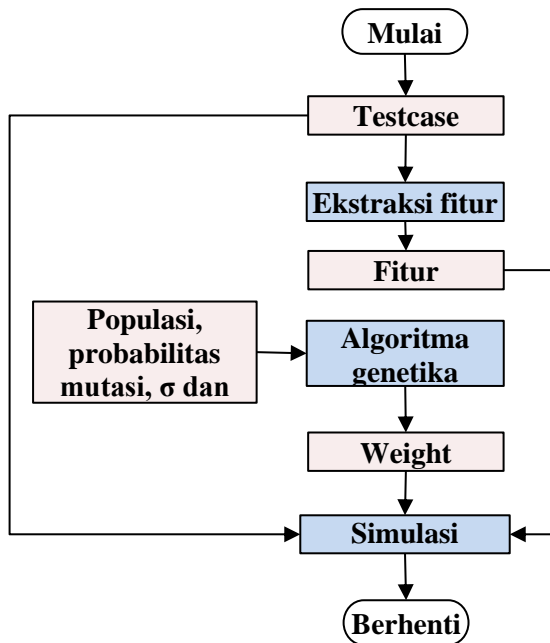 Mulai
Testcase
Ekstraksi fitur
Fitur
Populasi,
probabilitas
mutasi, σ dan
Algoritma
genetika
Weight
Simulasi
Berhenti